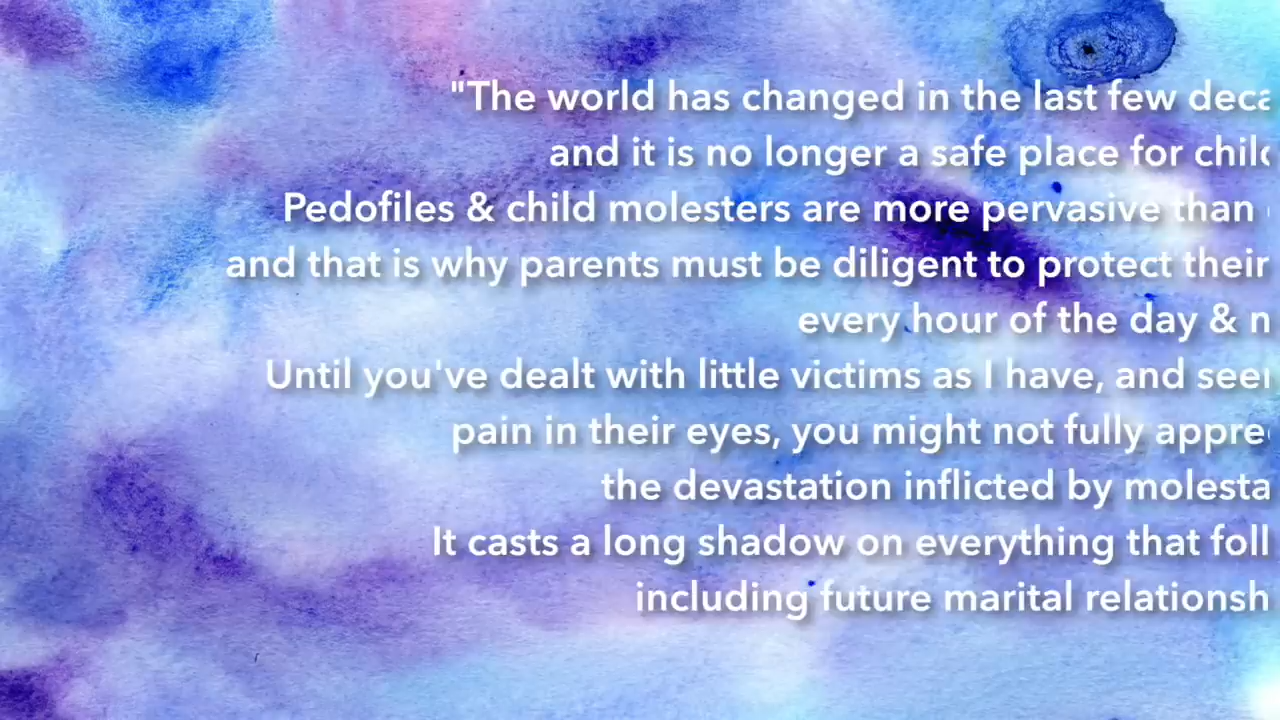 "The world has changed in the last few deca
and it is no longer a safe place for chil
Pedofiles & child molesters are more pervasive than
and that is why parents must be diligent to protect their
every hour of the day & n
Until you've dealt with little victims as I have, and see
pain in their eyes, you might not fully appre
the devastation inflicted by molesta
It casts a long shadow on everything that foll
including future marital relationsh